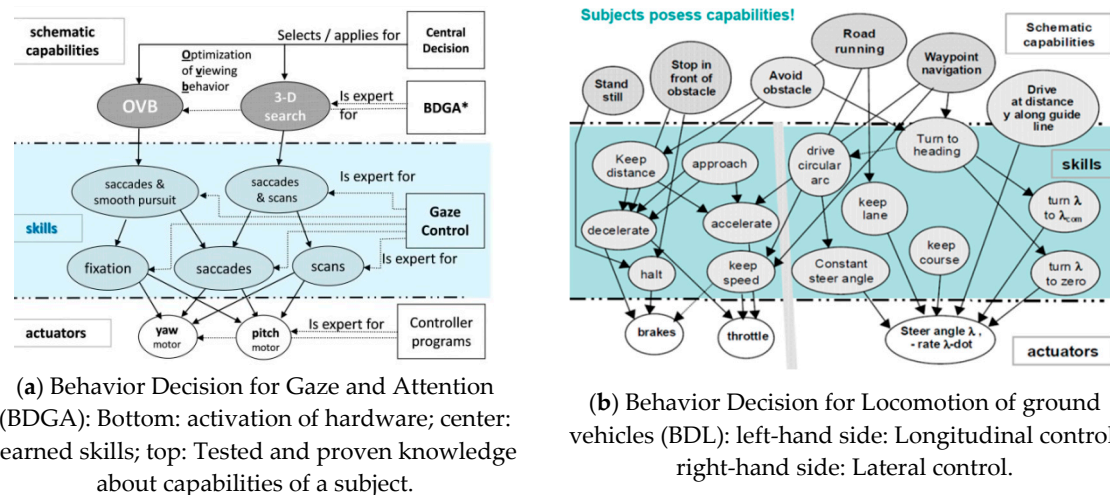 schematic
capabilities
Selects / applies for
Central
Decision
Optimization
of viewing
behavior
OVB
3-D
search
Is expert
for
BDGA*
saccades &
smooth pursuit
saccades
& scans
Is expert for
skills
Gaze
Control
fixation
saccades
scans
Is expert for
actuators
yaw
motor
pitch
motor
Is expert for
Controller
programs
(a) Behavior Decision for Gaze and Attention
(BDGA): Bottom: activation of hardware; center:
earned skills; top: Tested and proven knowledge
about capabilities of a subject.
Subjects posess capabilities!
Schematic
capabilities
Road
running
Waypoint
navigation
Stop in
front of
obstacle
Avoid
obstacle
Stand
still
Drive
at distance
y along guide
line
Keep
distance
approach
drive
circular
arc
Turn to
heading
skills
keep
lane
turn λ
to λcom
decelerate
accelerate
keep
course
halt
keep
speed
Constant
steer angle
turn λ
to zero
brakes
throttle
Steer angle λ ,
- rate λ-dot
actuators
(b) Behavior Decision for Locomotion of ground
vehicles (BDL): left-hand side: Longitudinal control
right-hand side: Lateral control.